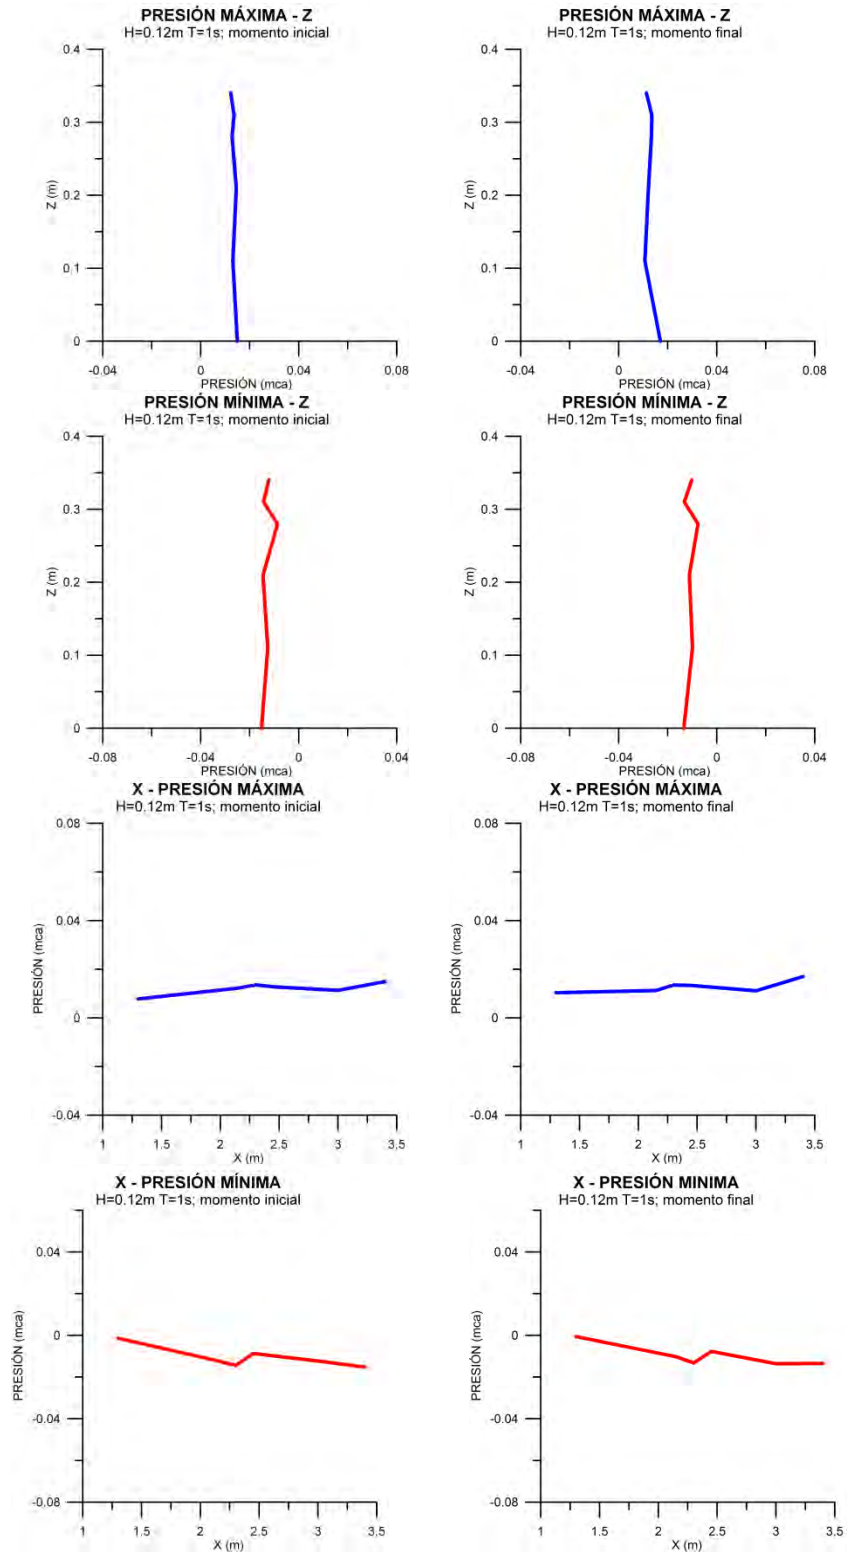 PRESIÓN MÁXIMA - Z
H=0.12m T=1s; momento inicial
0.4
0.3
0.2
0.1
0
Z (m)
-0.04
0
0.04
0.08
PRESIÓN (mca)
PRESIÓN MÁXIMA - Z
H=0.12m T=1s; momento final
0.4
0.3
0.2
0.1
0
Z (m)
-0.04
0
0.04
0.08
PRESIÓN (mca)
PRESIÓN MÍNIMA - Z
H=0.12m T=1s; momento inicial
0.4
0.3
0.2
0.1
0
Z (m)
-0.08
-0.04
0
0.04
PRESIÓN (mca)
PRESIÓN MÍNIMA - Z
H=0.12m T=1s; momento final
0.4
0.3
0.2
0.1
0
Z (m)
-0.08
-0.04
0
0.04
PRESIÓN (mca)
X - PRESIÓN MÁXIMA
H=0.12m T=1s; momento inicial
0.08
0.04
0
-0.04
PRESIÓN (mca)
1
1.5
2
2.5
3
3.5
X (m)
X - PRESIÓN MÁXIMA
H=0.12m T=1s; momento final
0.08
0.04
0
-0.04
PRESIÓN (mca)
1
1.5
2
2.5
3
3.5
X (m)
X - PRESIÓN MÍNIMA
H=0.12m T=1s; momento inicial
0.04
0
-0.04
-0.08
PRESIÓN (mca)
1
1.5
2
2.5
3
3.5
X (m)
X - PRESIÓN MINIMA
H=0.12m T=1s; momento final
0.04
0
-0.04
-0.08
PRESIÓN (mca)
1
1.5
2
2.5
3
3.5
X (m)